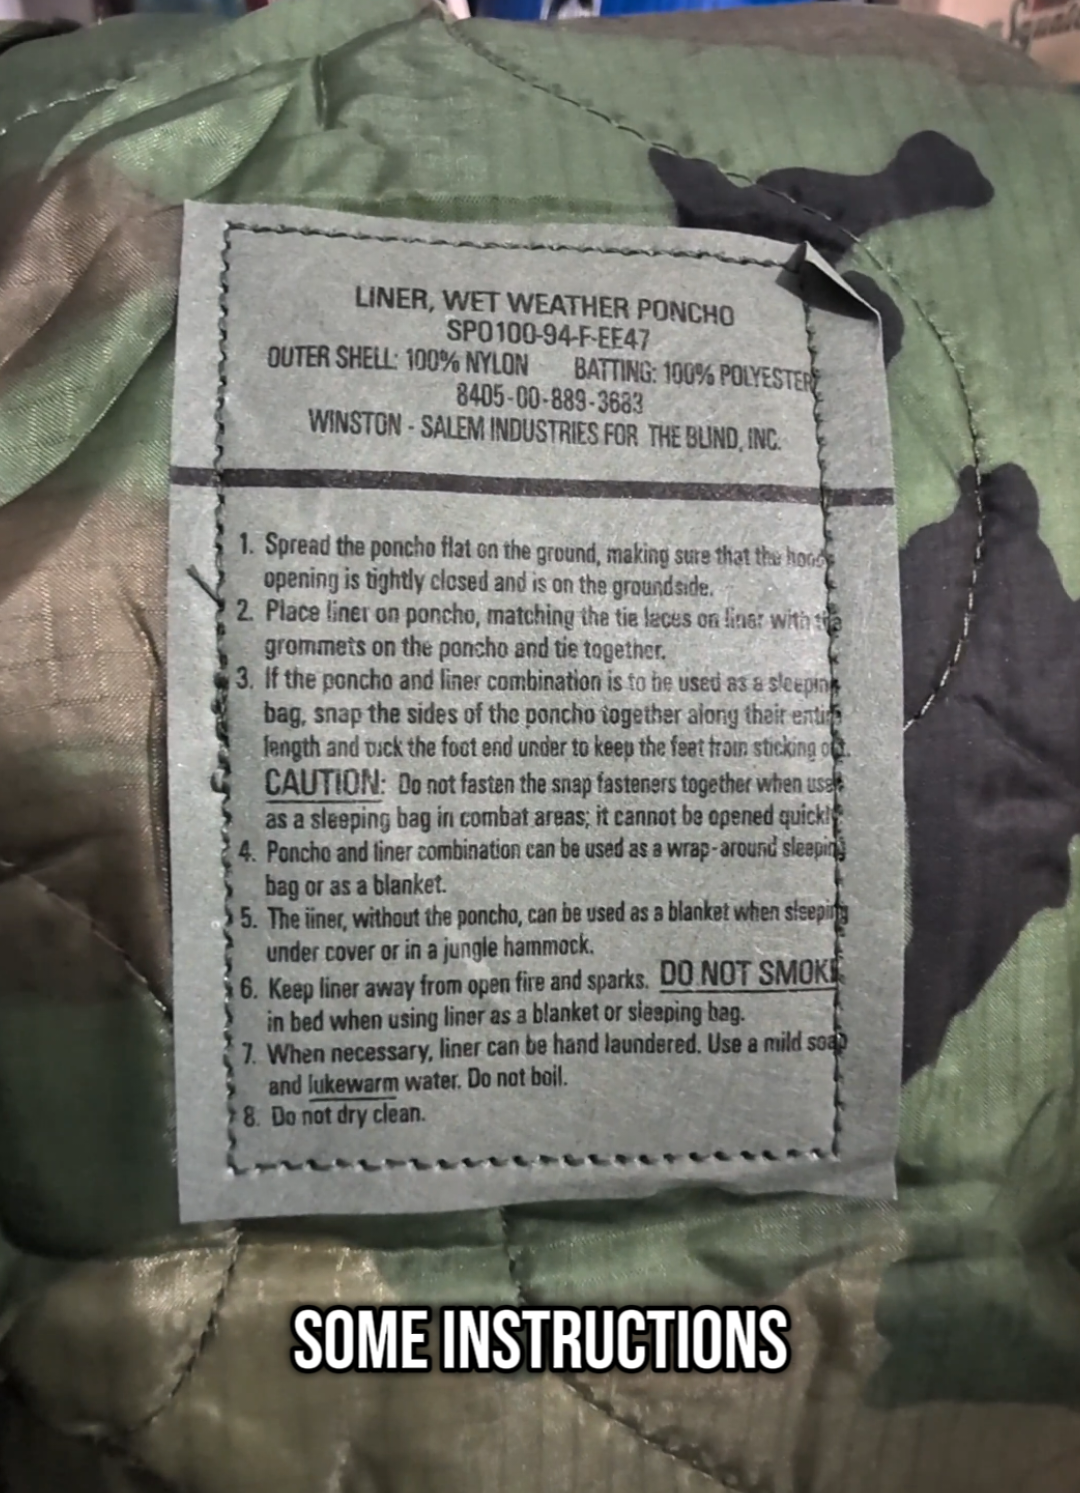 LINER, WET WEATHER PONCHO
SPO100-94-F-EE47
OUTER SHELL: 100% NYLON BATTING: 100% POLYESTER
8405-00-889-3683
WINSTON - SALEM INDUSTRIES FOR THE BLIND, INC.
1. Spread the poncho flat on the ground, making sure that the hood
opening is tightly closed and is on the groundside.
2. Place liner on poncho, matching the tie laces on liner with the
grommets on the poncho and tie together.
3. If the poncho and liner combination is to be used as a sleeping
bag, snap the sides of the poncho together along their entire
length and tuck the foot end under to keep the feet from sticking out.
CAUTION: Do not fasten the snap fasteners together when used
as a sleeping bag in combat areas; it cannot be opened quickly
4. Poncho and liner combination can be used as a wrap-around sleeping
bag or as a blanket.
5. The liner, without the poncho, can be used as a blanket when sleeping
under cover or in a jungle hammock.
6. Keep liner away from open fire and sparks. DO NOT SMOKE
in bed when using liner as a blanket or sleeping bag.
7. When necessary, liner can be hand laundered. Use a mild soap
and lukewarm water. Do not boil.
8. Do not dry clean.
SOME INSTRUCTIONS